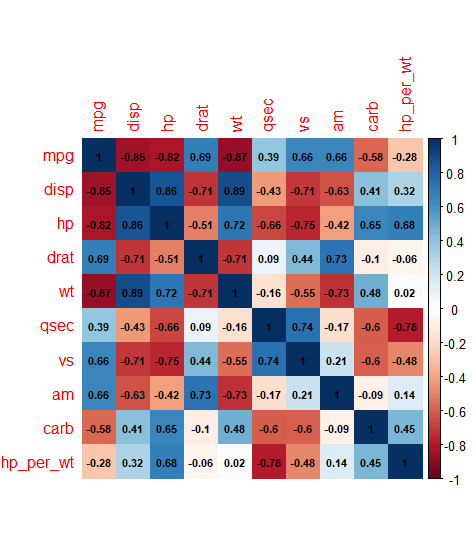 mpg disp hp drat wt qsec vs am carb hp_per_wt
mpg 1 -0.85 -0.82 0.69 -0.87 0.39 0.66 0.66 -0.58 -0.28
disp -0.85 1 0.86 -0.71 0.89 -0.43 -0.71 -0.63 0.41 0.32
hp -0.82 0.86 1 -0.51 0.72 -0.66 -0.75 -0.42 0.65 0.68
drat 0.69 -0.71 -0.51 1 -0.71 0.09 0.44 0.73 -0.1 -0.06
wt -0.87 0.89 0.72 -0.71 1 -0.16 -0.55 -0.73 0.48 0.02
qsec 0.39 -0.43 -0.66 0.09 -0.16 1 0.74 -0.17 -0.6 -0.78
vs 0.66 -0.71 -0.75 0.44 -0.55 0.74 1 0.21 -0.6 -0.48
am 0.66 -0.63 -0.42 0.73 -0.73 -0.17 0.21 1 -0.09 0.14
carb -0.58 0.41 0.65 -0.1 0.48 -0.6 -0.6 -0.09 1 0.45
hp_per_wt -0.28 0.32 0.68 -0.06 0.02 -0.78 -0.48 0.14 0.45 1
1
0.8
0.6
0.4
0.2
0
-0.2
-0.4
-0.6
-0.8
-1